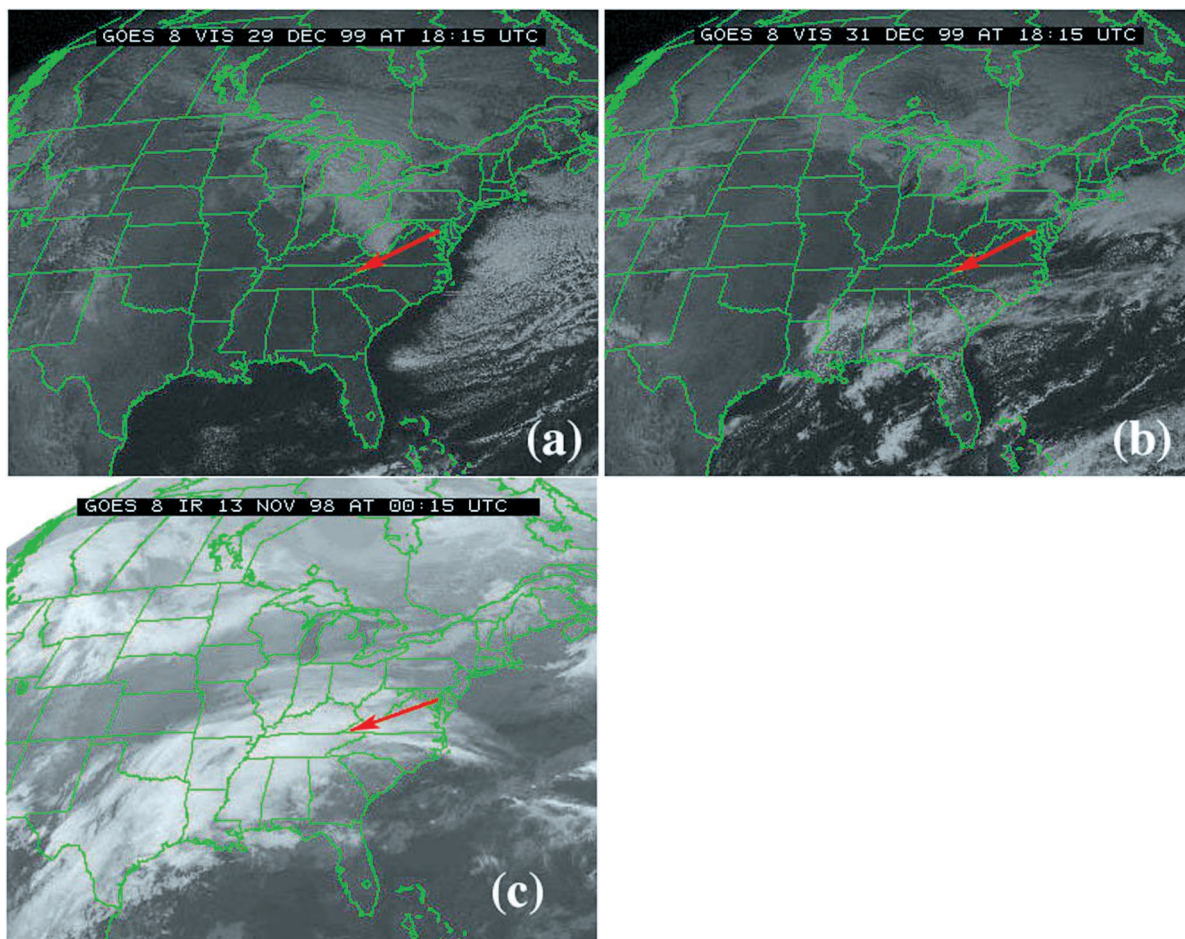 GOES 8 VIS 29 DEC 99 AT 18:15 UTC
(a)
GOES 8 VIS 31 DEC 99 AT 18:15 UTC
(b)
GOES 8 IR 13 NOV 98 AT 00:15 UTC
(c)